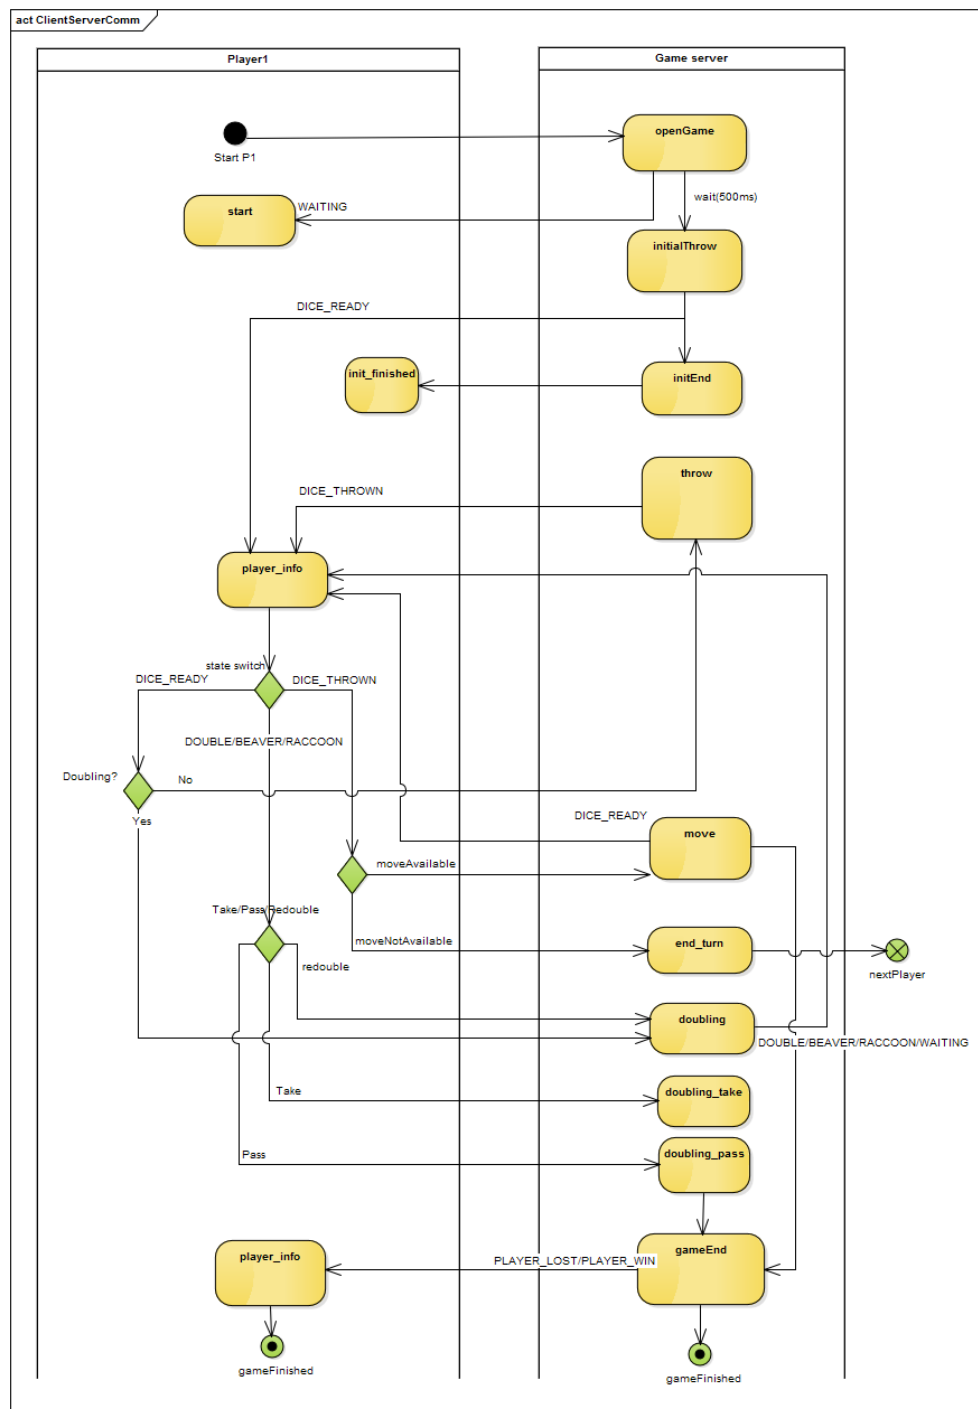 act ClientServerComm
Player1
Game server
openGame
Start P1
wait(500ms)
start
WAITING
initialThrow
DICE_READY
init_finished
initEnd
throw
DICE_THROWN
player_info
state switch
DICE_READY
DICE_THROWN
DOUBLE/BEAVER/RACCOON
Doubling?
No
Yes
DICE_READY
move
moveAvailable
Take/Pass/Redouble
moveNotAvailable
end_turn
redouble
nextPlayer
doubling
DOUBLE/BEAVER/RACCOON/WAITING
Take
doubling_take
Pass
doubling_pass
player_info
PLAYER_LOST/PLAYER_WIN
gameEnd
gameFinished
gameFinished